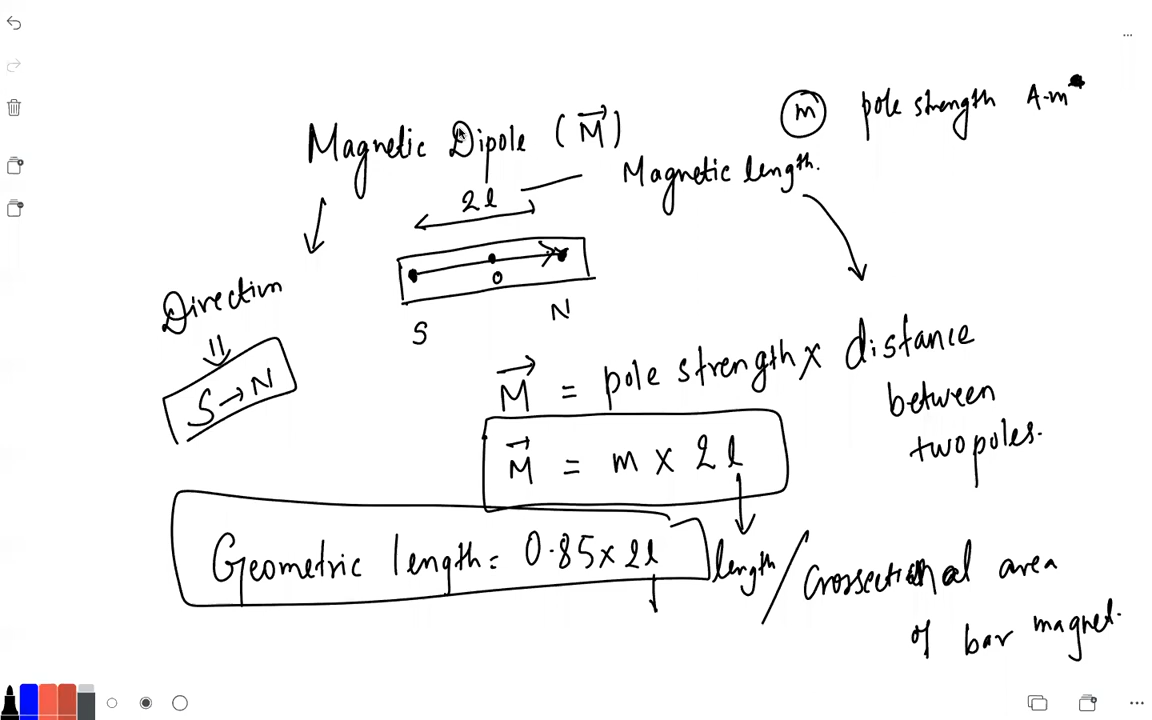 Magnetic Dipole (M⃗)
m pole strength A-m
2l Magnetic length.
O
S N
Direction
S → N
M⃗ = pole strength x distance
between
two poles.
M⃗ = m x 2l
Geometric length = 0.85 x 2l
length / Crossectional area
of bar magnet.